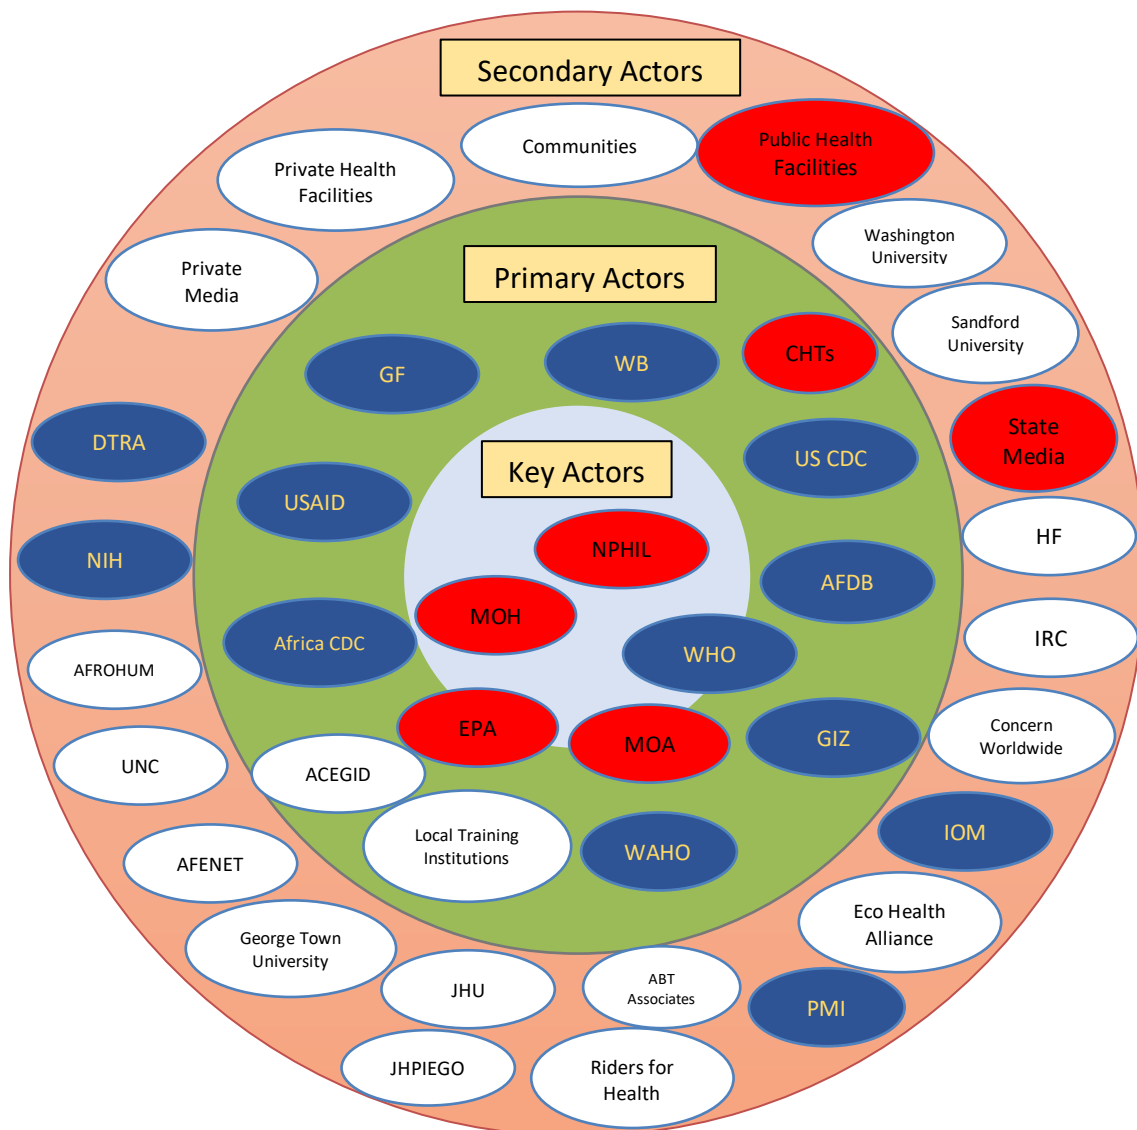 Secondary Actors
Communities
Public Health
Facilities
Private Health
Facilities
Washington
University
Private
Media
Primary Actors
Sandford
University
GF
WB
CHTs
State
Media
DTRA
US CDC
Key Actors
USAID
HF
NPHIL
NIH
AFDB
MOH
IRC
Africa CDC
WHO
AFROHUM
Concern
Worldwide
EPA
MOA
GIZ
UNC
ACEGID
IOM
Local Training
Institutions
WAHO
AFENET
Eco Health
Alliance
George Town
University
JHU
ABT
Associates
PMI
JHPIEGO
Riders for
Health